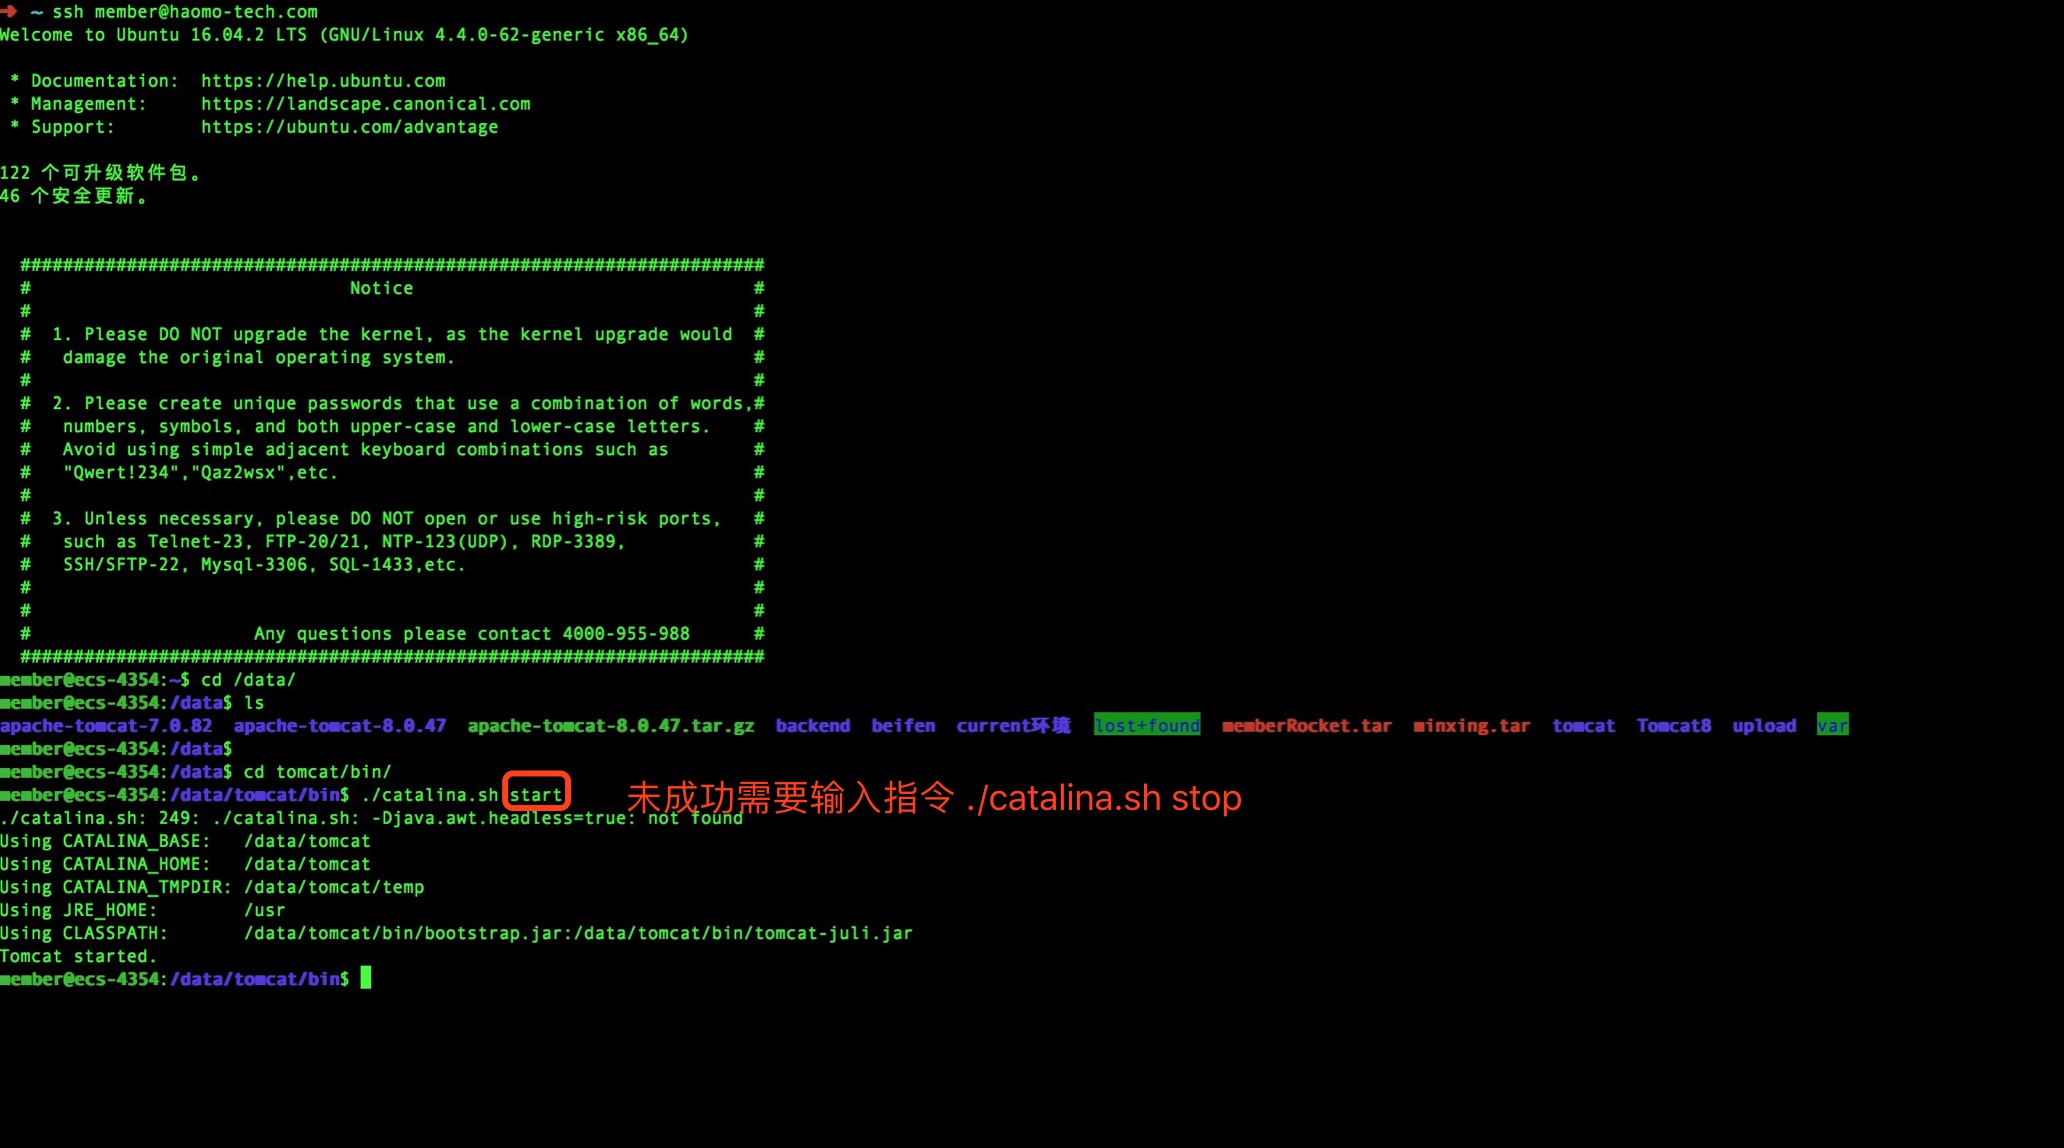 ➜ ~ ssh member@haomo-tech.com
Welcome to Ubuntu 16.04.2 LTS (GNU/Linux 4.4.0-62-generic x86_64)
* Documentation: https://help.ubuntu.com
* Management: https://landscape.canonical.com
* Support: https://ubuntu.com/advantage
122 个可升级软件包。
46 个安全更新。
######################################################################
# Notice #
# #
# 1. Please DO NOT upgrade the kernel, as the kernel upgrade would #
# damage the original operating system. #
# #
# 2. Please create unique passwords that use a combination of words,#
# numbers, symbols, and both upper-case and lower-case letters. #
# Avoid using simple adjacent keyboard combinations such as #
# "Qwert!234","Qaz2wsx",etc. #
# #
# 3. Unless necessary, please DO NOT open or use high-risk ports, #
# such as Telnet-23, FTP-20/21, NTP-123(UDP), RDP-3389, #
# SSH/SFTP-22, Mysql-3306, SQL-1433,etc. #
# #
# #
# Any questions please contact 4000-955-988 #
######################################################################
member@ecs-4354:~$ cd /data/
member@ecs-4354:/data$ ls
apache-tomcat-7.0.82 apache-tomcat-8.0.47 apache-tomcat-8.0.47.tar.gz backend beifen current环境 lost+found memberRocket.tar minxing.tar tomcat Tomcat8 upload var
member@ecs-4354:/data$
member@ecs-4354:/data$ cd tomcat/bin/
member@ecs-4354:/data/tomcat/bin$ ./catalina.sh start
未成功需要输入指令 ./catalina.sh stop
./catalina.sh: 249: ./catalina.sh: -Djava.awt.headless=true: not found
Using CATALINA_BASE: /data/tomcat
Using CATALINA_HOME: /data/tomcat
Using CATALINA_TMPDIR: /data/tomcat/temp
Using JRE_HOME: /usr
Using CLASSPATH: /data/tomcat/bin/bootstrap.jar:/data/tomcat/bin/tomcat-juli.jar
Tomcat started.
member@ecs-4354:/data/tomcat/bin$